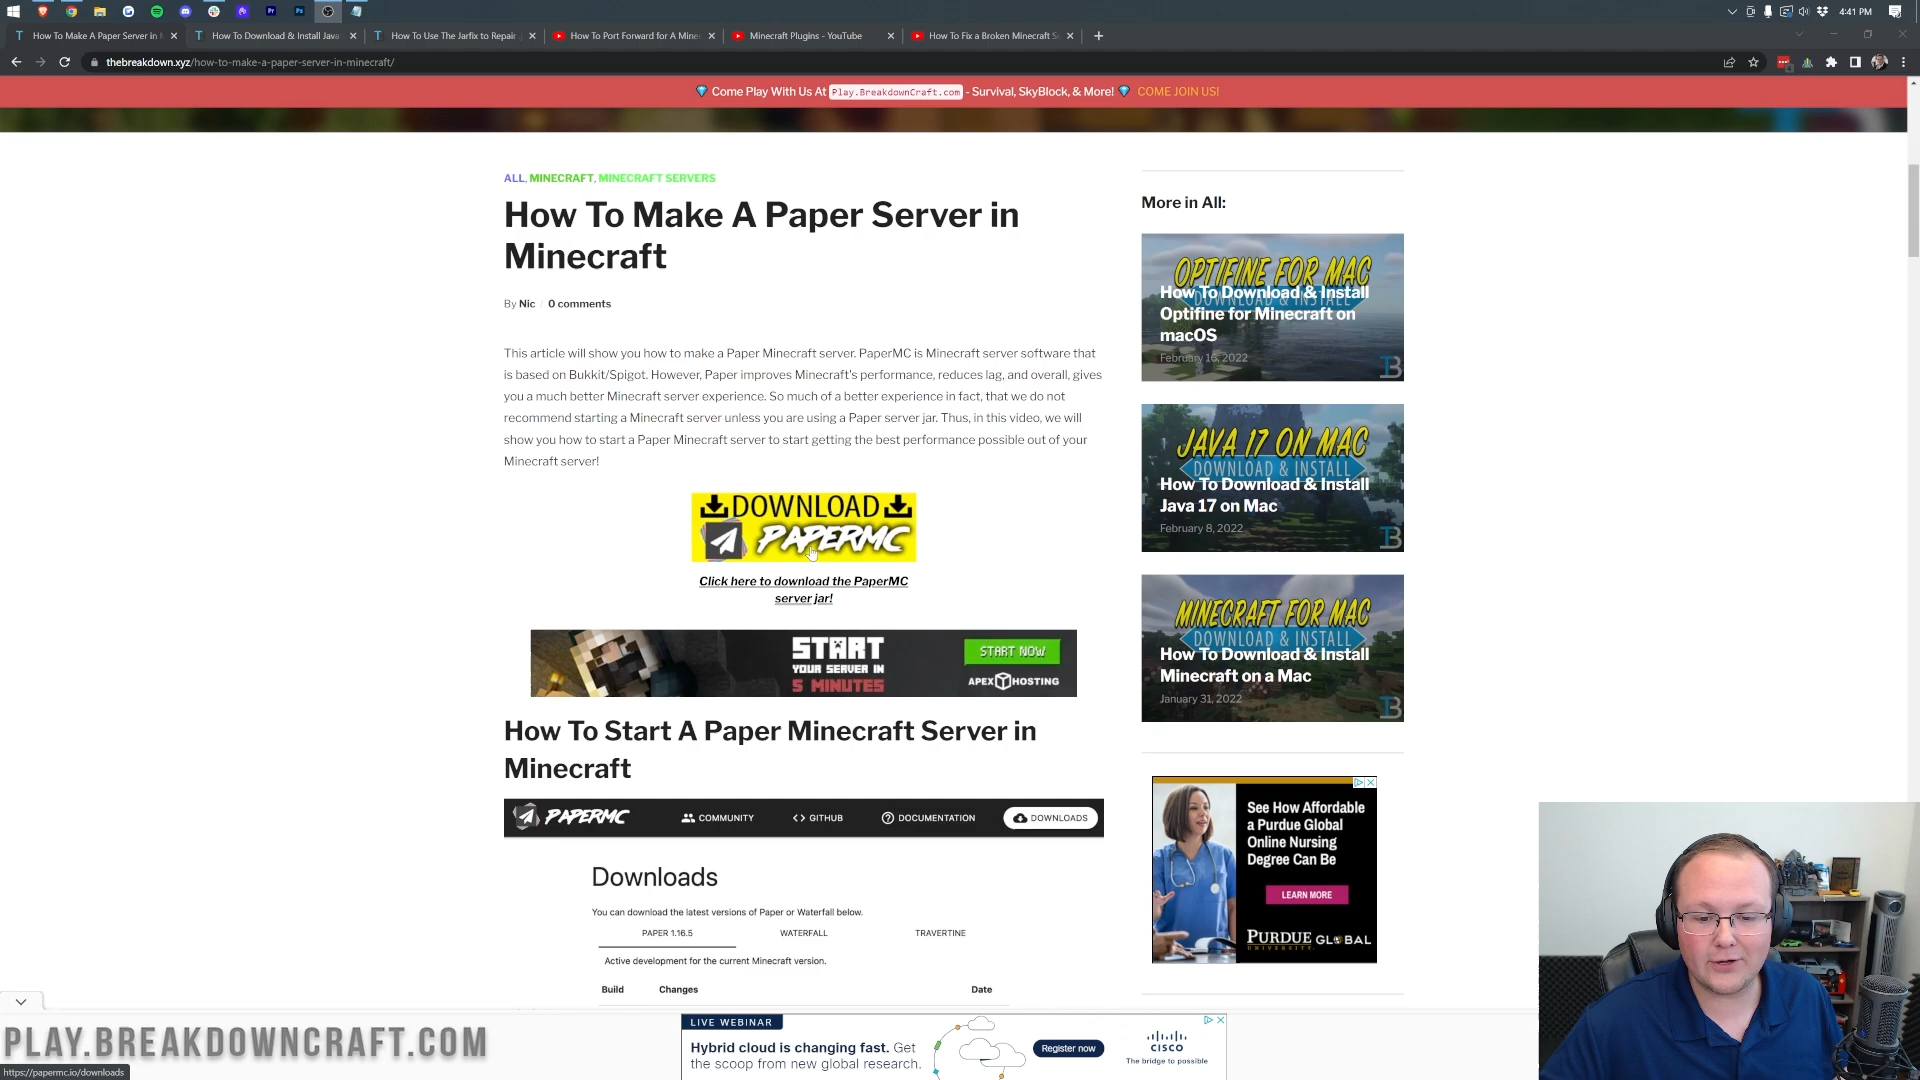 4:41 PM
How To Make A Paper Server in
How To Download & Install Java
How To Use The Jarfix to Repair
How To Port Forward for A Mine
Minecraft Plugins - YouTube
How To Fix a Broken Minecraft Se
thebreakdown.xyz/how-to-make-a-paper-server-in-minecraft/
Come Play With Us At Play.BreakdownCraft.com - Survival, SkyBlock, & More! COME JOIN US!
ALL, MINECRAFT, MINECRAFT SERVERS
How To Make A Paper Server in
Minecraft
By Nic / 0 comments
This article will show you how to make a Paper Minecraft server. PaperMC is Minecraft server software that
is based on Bukkit/Spigot. However, Paper improves Minecraft's performance, reduces lag, and overall, gives
you a much better Minecraft server experience. So much of a better experience in fact, that we do not
recommend starting a Minecraft server unless you are using a Paper server jar. Thus, in this video, we will
show you how to start a Paper Minecraft server to start getting the best performance possible out of your
Minecraft server!
DOWNLOAD
PAPERMC
Click here to download the PaperMC
server jar!
START
YOUR SERVER IN
5 MINUTES
START NOW
APEX HOSTING
How To Start A Paper Minecraft Server in
Minecraft
PAPERMC
COMMUNITY
<> GITHUB
DOCUMENTATION
DOWNLOADS
Downloads
You can download the latest versions of Paper or Waterfall below.
PAPER 1.16.5
WATERFALL
TRAVERTINE
Active development for the current Minecraft version.
Build
Changes
Date
More in All:
OPTIFINE FOR MAC
DOWNLOAD & INSTALL
How To Download & Install
Optifine for Minecraft on
macOS
February 16, 2022
TB
JAVA 17 ON MAC
DOWNLOAD & INSTALL
How To Download & Install
Java 17 on Mac
February 8, 2022
TB
MINECRAFT FOR MAC
DOWNLOAD & INSTALL
How To Download & Install
Minecraft on a Mac
January 31, 2022
TB
See How Affordable
a Purdue Global
Online Nursing
Degree Can Be
LEARN MORE
PURDUE GLOBAL
UNIVERSITY
PLAY.BREAKDOWNCRAFT.COM
https://papermc.io/downloads
LIVE WEBINAR
Hybrid cloud is changing fast. Get
the scoop from new global research.
Register now
CISCO
The bridge to possible